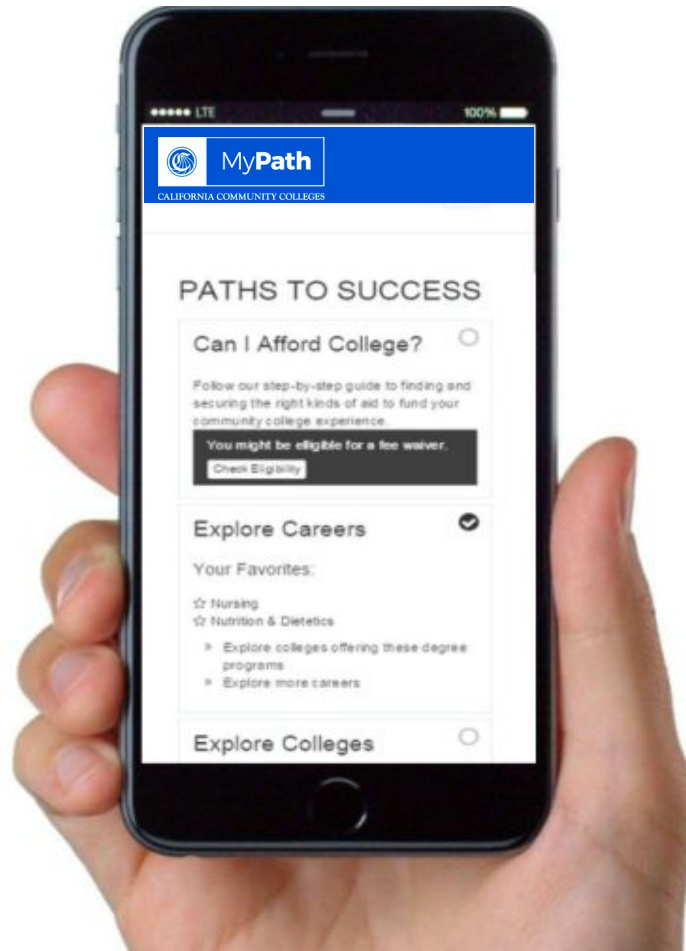 LTE
100%
MyPath
CALIFORNIA COMMUNITY COLLEGES
PATHS TO SUCCESS
Can I Afford College?
Follow our step-by-step guide to finding and
securing the right kinds of aid to fund your
community college experience.
You might be elligible for a fee waiver.
Check Eligibility
Explore Careers
Your Favorites:
☆ Nursing
☆ Nutrition & Dietetics
» Explore colleges offering these degree
programs
» Explore more careers
Explore Colleges